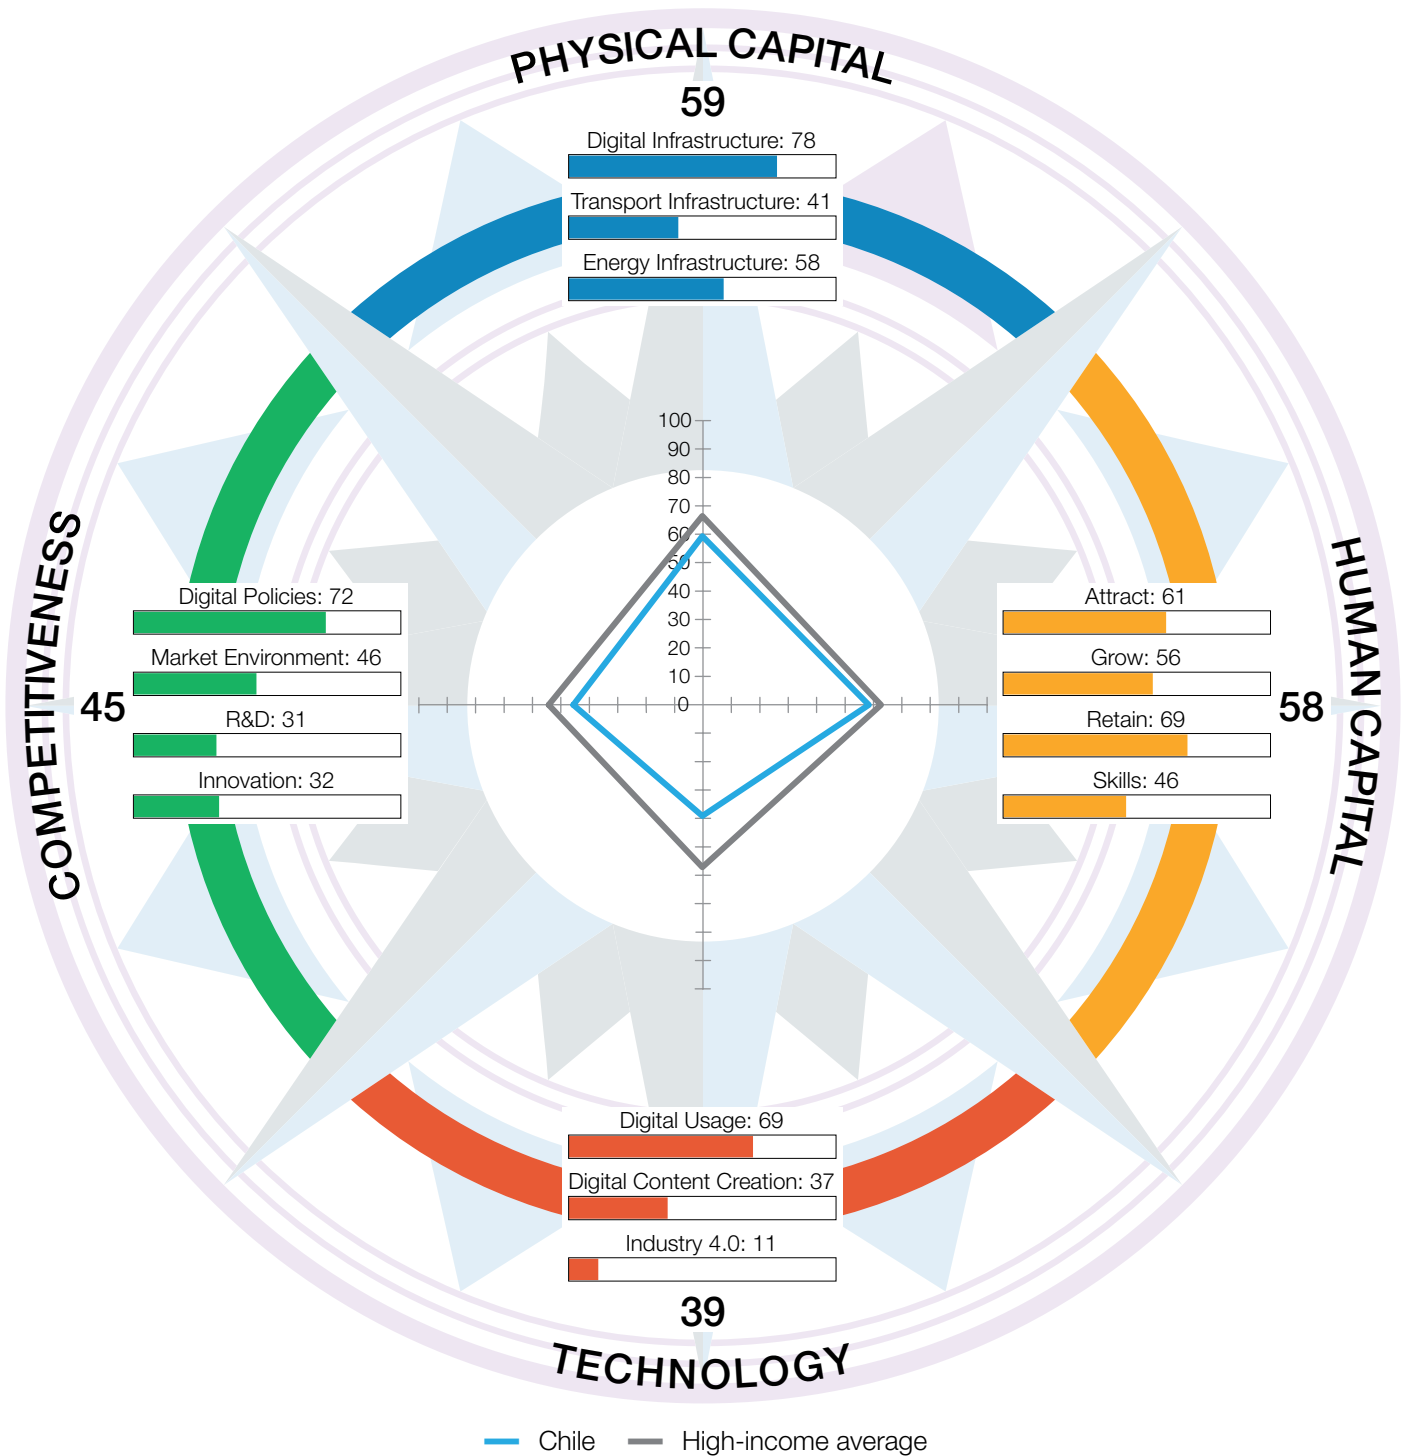 PHYSICAL CAPITAL
59
Digital Infrastructure: 78
Transport Infrastructure: 41
Energy Infrastructure: 58
100
90
80
70
60
50
40
30
20
10
0
COMPETITIVENESS
45
Digital Policies: 72
Market Environment: 46
R&D: 31
Innovation: 32
HUMAN CAPITAL
58
Attract: 61
Grow: 56
Retain: 69
Skills: 46
Digital Usage: 69
Digital Content Creation: 37
Industry 4.0: 11
39
TECHNOLOGY
Chile
High-income average